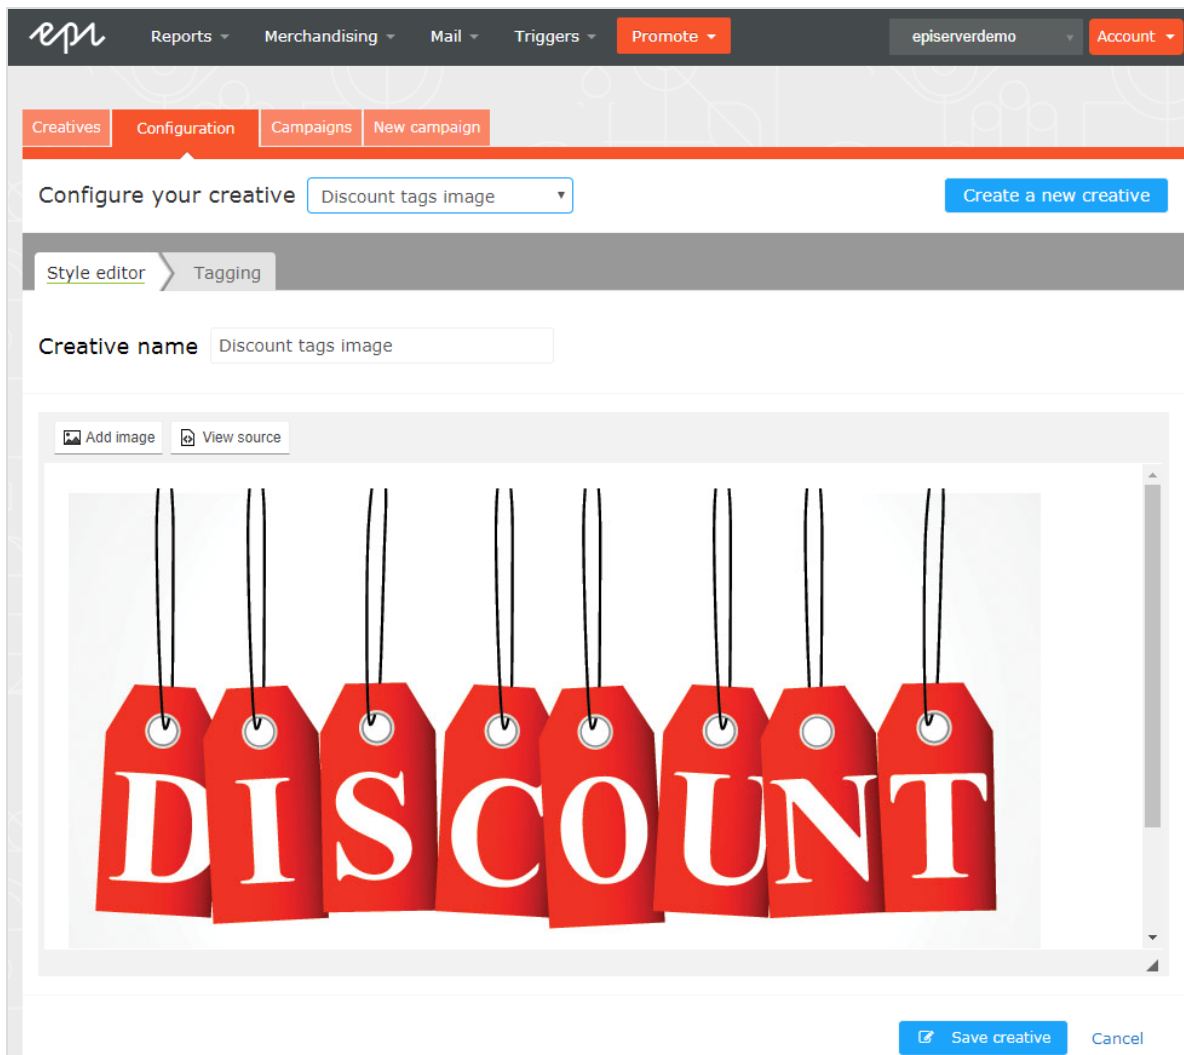 epi Reports Merchandising Mail Triggers Promote episerverdemo Account
Creatives Configuration Campaigns New campaign
Configure your creative Discount tags image Create a new creative
Style editor Tagging
Creative name Discount tags image
Add image View source
DISCOUNT
Save creative Cancel